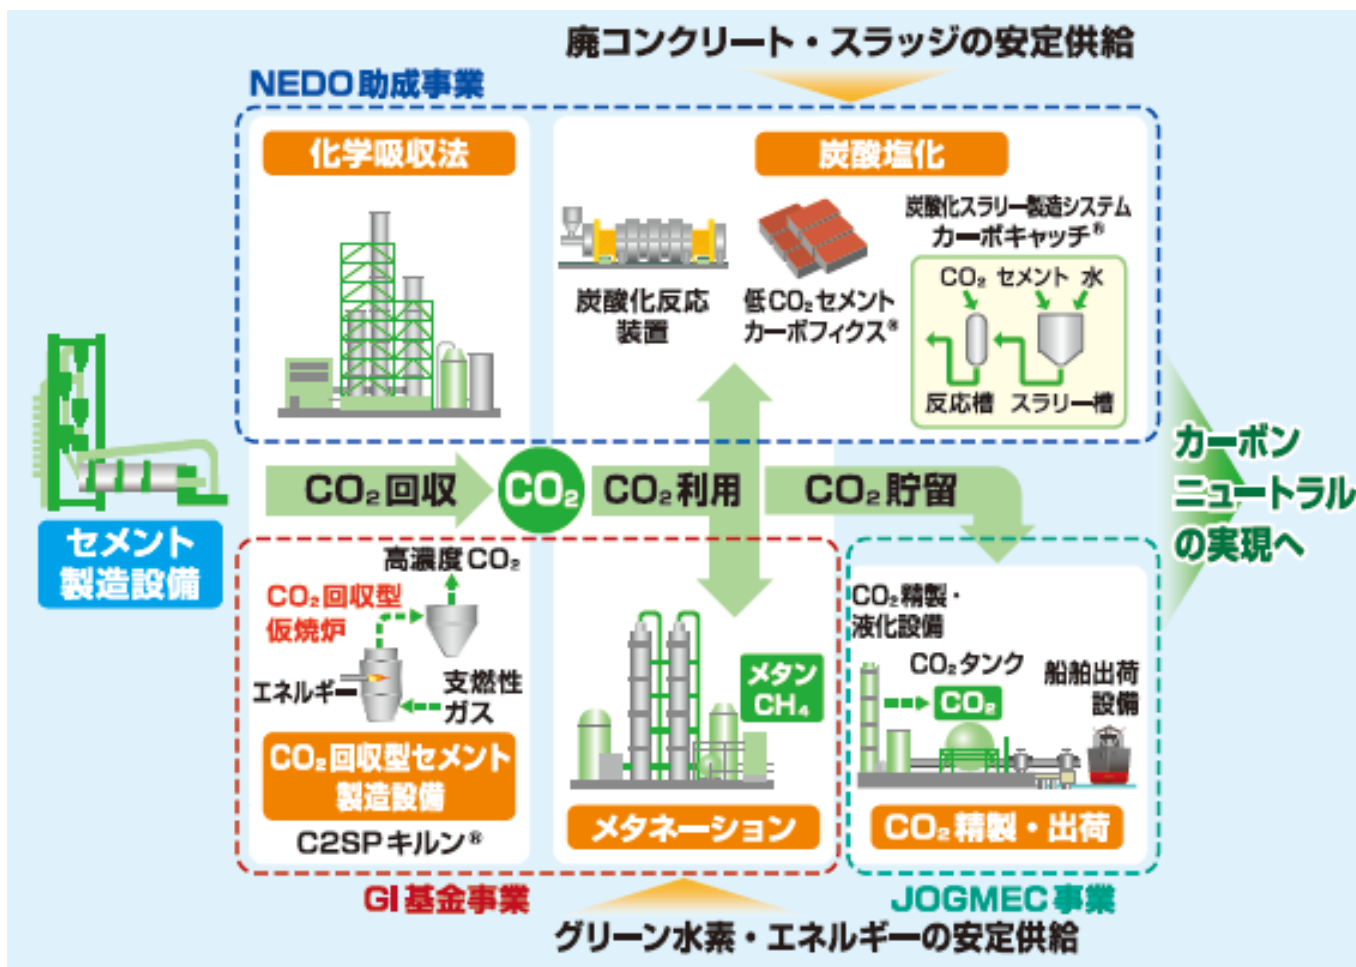 廃コンクリート・スラッジの安定供給
NEDO助成事業
化学吸収法
炭酸塩化
炭酸化反応
装置
低CO₂セメント
カーボフィクス®
炭酸化スラリー製造システム
カーボキャッチ®
CO₂ セメント 水
反応槽 スラリー槽
セメント
製造設備
CO₂回収
CO₂
CO₂利用
CO₂貯留
カーボン
ニュートラル
の実現へ
高濃度CO₂
CO₂回収型
仮焼炉
エネルギー
支燃性
ガス
CO₂回収型セメント
製造設備
C2SPキルン®
メタン
CH₄
メタネーション
CO₂精製・
液化設備
CO₂タンク
CO₂
船舶出荷
設備
CO₂精製・出荷
GI基金事業
JOGMEC事業
グリーン水素・エネルギーの安定供給